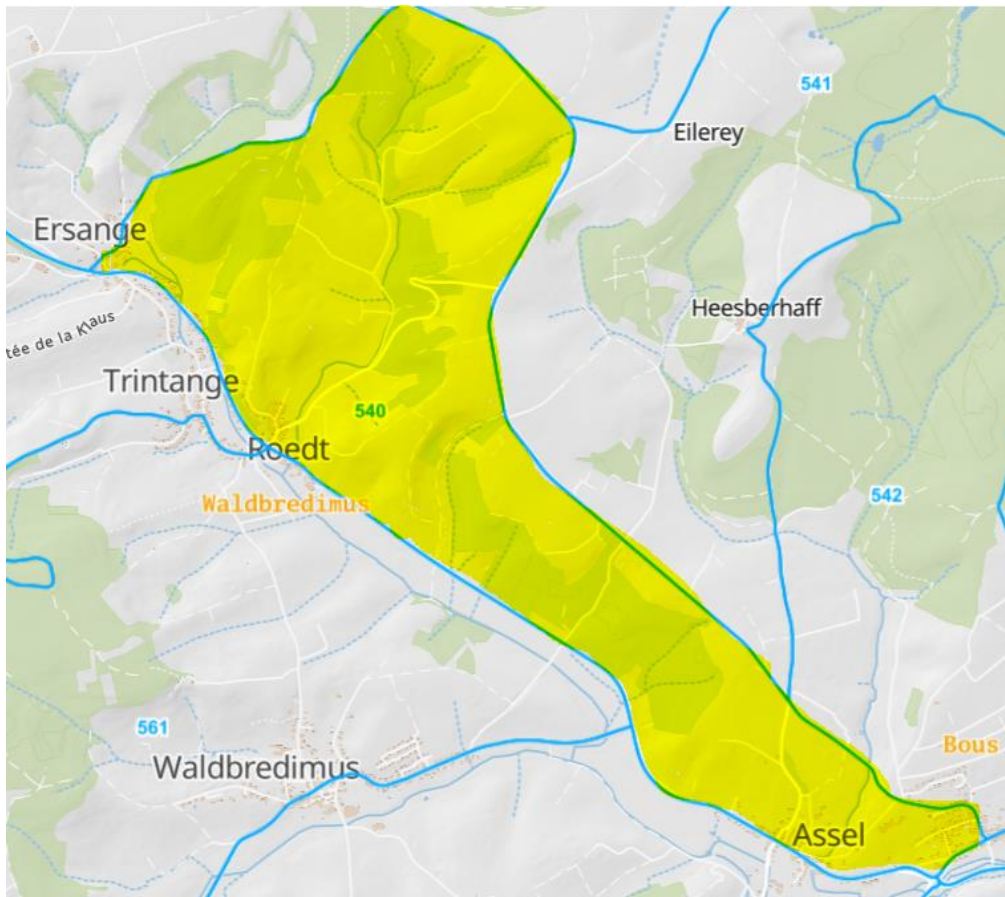 541
Eilerey
Ersange
Heesberhaff
tée de la Klaus
Trintange
540
Roedt
542
Waldbredimus
561
Bous
Waldbredimus
Assel